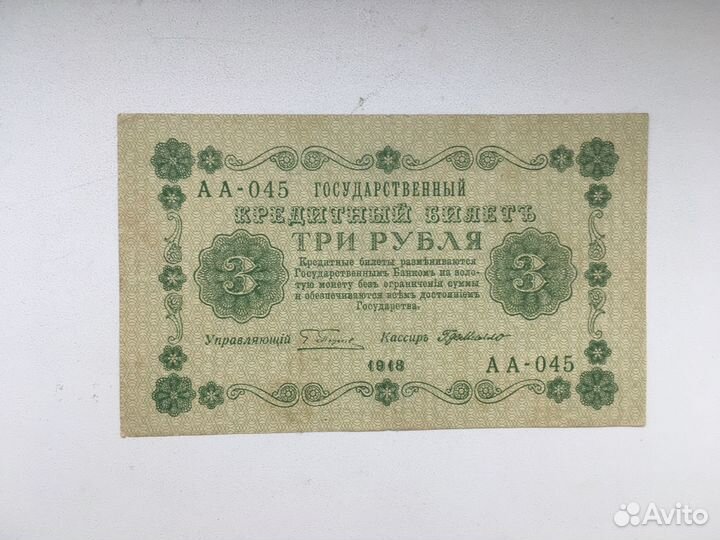 АА-045 ГОСУДАРСТВЕННЫЙ
КРЕДИТНЫЙ БИЛЕТЪ
ТРИ РУБЛЯ
3 3
Кредитные билеты размѣниваются
Государственнымъ Банкомъ на золо-
тую монету безъ ограниченія суммы
и обезпечиваются всѣмъ достояніемъ
Государства.
Управляющій Кассиръ
1918
АА-045
Avito